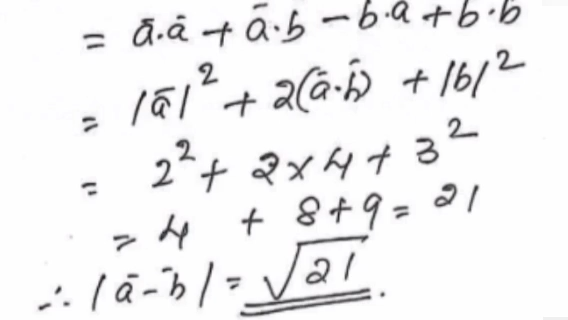 = ā·ā + ā·b − b·a + b·b
= |ā|² + 2(ā·b̄) + |b|²
= 2² + 2×4 + 3²
= 4 + 8+9 = 21
∴ |ā−b̄| = √21.